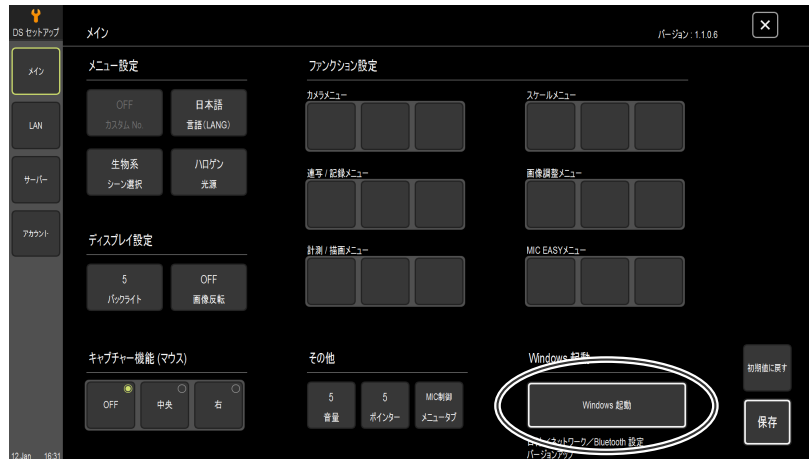 DS セットアップ
メイン
バージョン : 1.1.0.6
メイン
LAN
サーバー
アカウント
メニュー設定
OFF
カスタム No.
日本語
言語(LANG)
生物系
シーン選択
ハロゲン
光源
ディスプレイ設定
5
バックライト
OFF
画像反転
キャプチャー機能 (マウス)
OFF
中央
右
ファンクション設定
カメラメニュー
スケールメニュー
連写 / 記録メニュー
画像調整メニュー
計測 / 描画メニュー
MIC EASYメニュー
その他
5
音量
5
ポインター
MIC制御
メニュータブ
Windows 起動
Windows 起動
日付/ネットワーク/Bluetooth 設定
バージョンアップ
初期値に戻す
保存
12.Jan 16:31